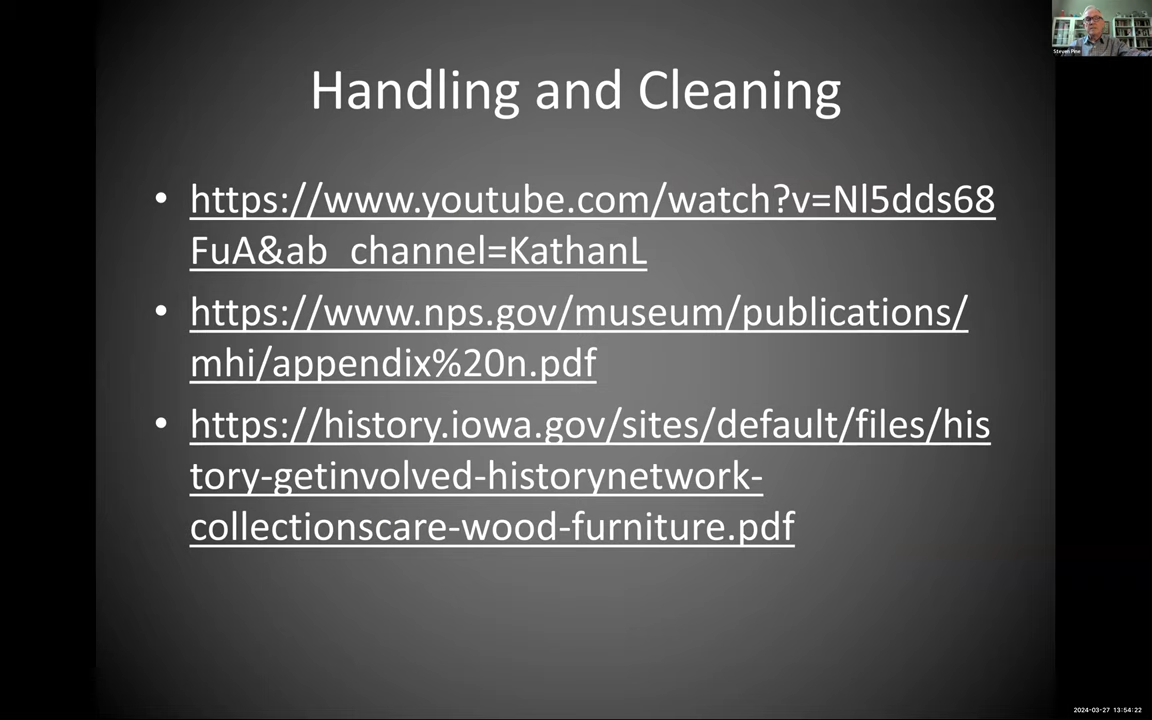 Steven Pine
Handling and Cleaning
• https://www.youtube.com/watch?v=Nl5dds68
FuA&ab_channel=KathanL
• https://www.nps.gov/museum/publications/
mhi/appendix%20n.pdf
• https://history.iowa.gov/sites/default/files/his
tory-getinvolved-historynetwork-
collectionscare-wood-furniture.pdf
2024-03-27 13:54:22